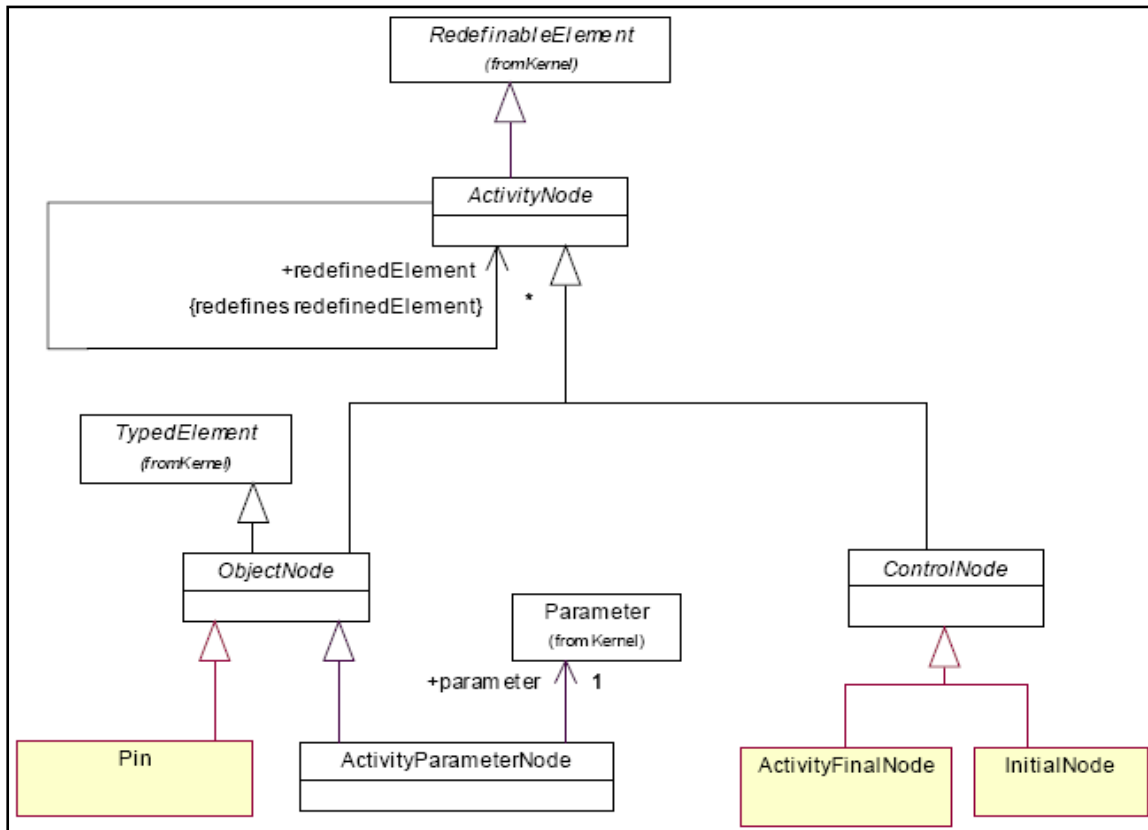 RedefinableElement
(fromKernel)
ActivityNode
+redefinedElement
{redefines redefinedElement}
*
TypedElement
(fromKernel)
ObjectNode
ControlNode
Parameter
(from Kernel)
+parameter 1
Pin
ActivityParameterNode
ActivityFinalNode
InitialNode